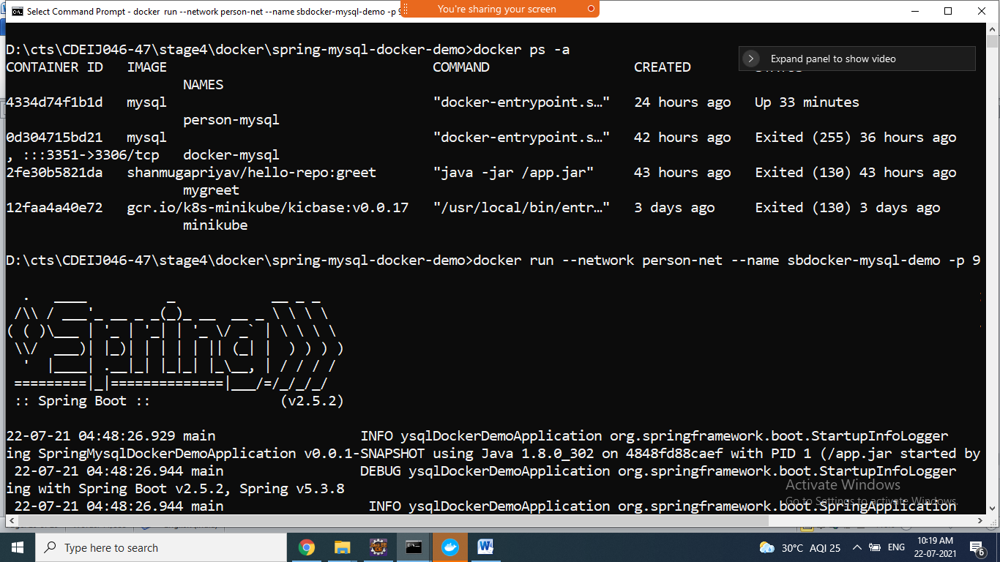 Select Command Prompt - docker run --network person-net --name sbdocker-mysql-demo -p 9
You're sharing your screen
D:\cts\CDEIJ046-47\stage4\docker\spring-mysql-docker-demo>docker ps -a
Expand panel to show video
CONTAINER ID   IMAGE                                 COMMAND                  CREATED
                      NAMES
4334d74f1b1d   mysql                                 "docker-entrypoint.s…"   24 hours ago   Up 33 minutes
                      person-mysql
0d304715bd21   mysql                                 "docker-entrypoint.s…"   42 hours ago   Exited (255) 36 hours ago
, :::3351->3306/tcp   docker-mysql
2fe30b5821da   shanmugapriyav/hello-repo:greet       "java -jar /app.jar"     43 hours ago   Exited (130) 43 hours ago
                      mygreet
12faa4a40e72   gcr.io/k8s-minikube/kicbase:v0.0.17   "/usr/local/bin/entr…"   3 days ago     Exited (130) 3 days ago
                      minikube
D:\cts\CDEIJ046-47\stage4\docker\spring-mysql-docker-demo>docker run --network person-net --name sbdocker-mysql-demo -p 9
Spring
:: Spring Boot ::                (v2.5.2)
22-07-21 04:48:26.929 main                  INFO ysqlDockerDemoApplication org.springframework.boot.StartupInfoLogger
ing SpringMysqlDockerDemoApplication v0.0.1-SNAPSHOT using Java 1.8.0_302 on 4848fd88caef with PID 1 (/app.jar started by
22-07-21 04:48:26.944 main                 DEBUG ysqlDockerDemoApplication org.springframework.boot.StartupInfoLogger
ing with Spring Boot v2.5.2, Spring v5.3.8
22-07-21 04:48:26.944 main                  INFO ysqlDockerDemoApplication org.springframework.boot.SpringApplication
Activate Windows
Go to Settings to activate Windows.
Type here to search
30°C AQI 25
ENG
10:19 AM
22-07-2021
6